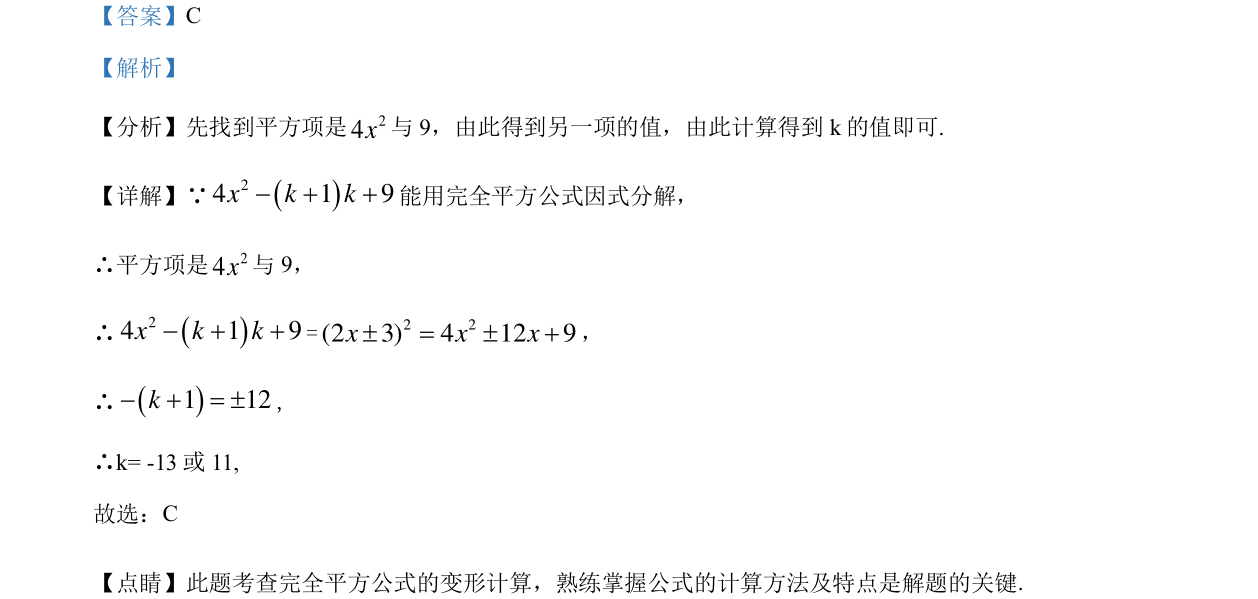 【答案】C
【解析】
【分析】先找到平方项是4x²与 9，由此得到另一项的值，由此计算得到 k 的值即可.
【详解】∵4x²−(k+1)k+9能用完全平方公式因式分解，
∴平方项是4x²与 9，
∴4x²−(k+1)k+9=(2x±3)²=4x²±12x+9，
∴−(k+1)=±12，
∴k= -13 或 11,
故选：C
【点睛】此题考查完全平方公式的变形计算，熟练掌握公式的计算方法及特点是解题的关键.